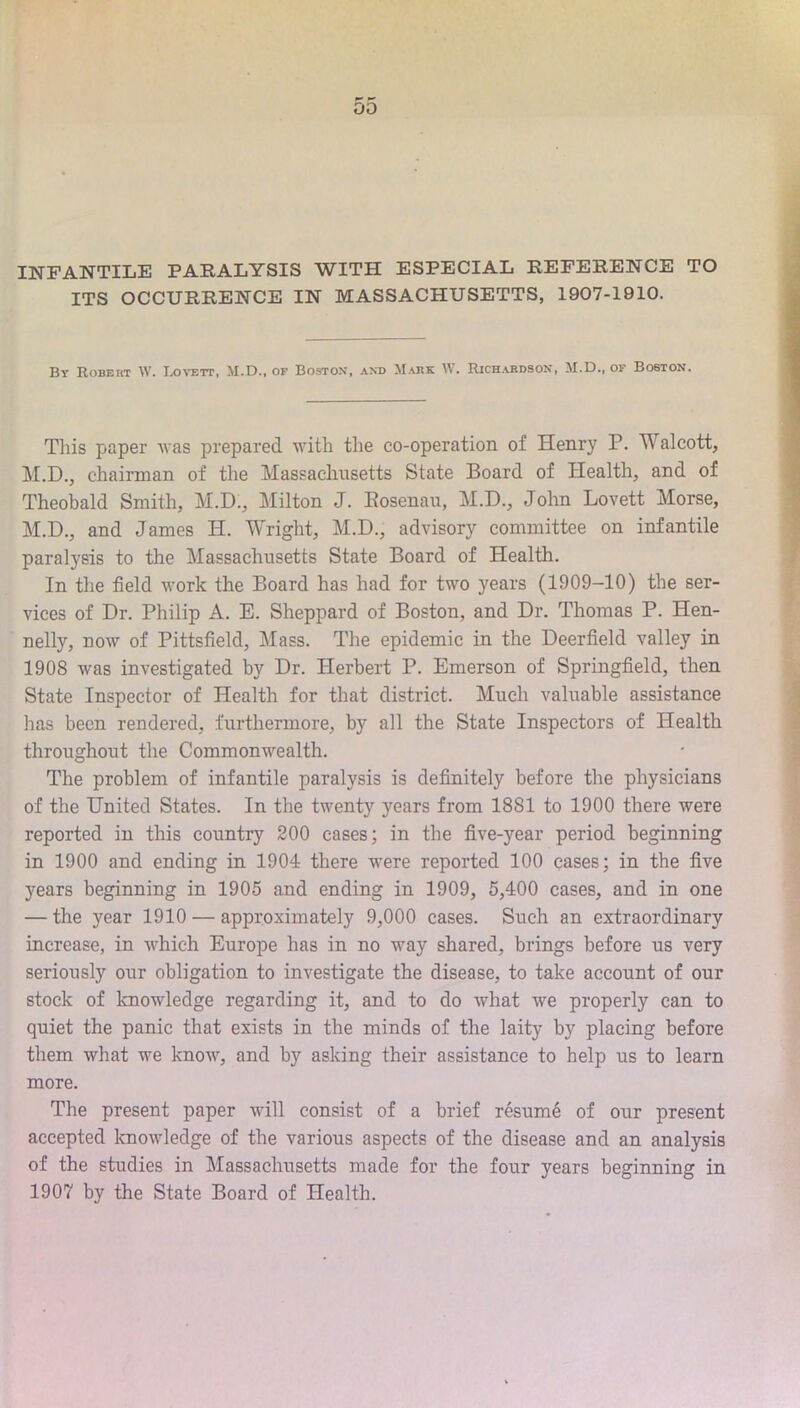 55
INFANTILE PARALYSIS WITH ESPECIAL REFERENCE TO
ITS OCCURRENCE IN MASSACHUSETTS, 1907-1910.
By Robert W. Lovett, M.D., of Boston, and Mark W. Richardson, M.D., of Boston.
This paper was prepared with the co-operation of Henry P. Walcott,
M.D., chairman of the Massachusetts State Board of Health, and of
Theobald Smith, M.D., Milton J. Rosenau, M.D., John Lovett Morse,
M.D., and James H. Wright, M.D., advisory committee on infantile
paralysis to the Massachusetts State Board of Health.
In the field work the Board has had for two years (1909-10) the ser-
vices of Dr. Philip A. E. Sheppard of Boston, and Dr. Thomas P. Hen-
nelly, now of Pittsfield, Mass. The epidemic in the Deerfield valley in
1908 was investigated by Dr. Herbert P. Emerson of Springfield, then
State Inspector of Health for that district. Much valuable assistance
has been rendered, furthermore, by all the State Inspectors of Health
throughout the Commonwealth.
The problem of infantile paralysis is definitely before the physicians
of the United States. In the twenty years from 1881 to 1900 there were
reported in this country 200 cases; in the five-year period beginning
in 1900 and ending in 1904 there were reported 100 cases; in the five
years beginning in 1905 and ending in 1909, 5,400 cases, and in one
— the year 1910 — approximately 9,000 cases. Such an extraordinary
increase, in which Europe has in no way shared, brings before us very
seriously our obligation to investigate the disease, to take account of our
stock of knowledge regarding it, and to do what we properly can to
quiet the panic that exists in the minds of the laity by placing before
them what we know, and by asking their assistance to help us to learn
more.
The present paper will consist of a brief résumé of our present
accepted knowledge of the various aspects of the disease and an analysis
of the studies in Massachusetts made for the four years beginning in
1907 by the State Board of Health.